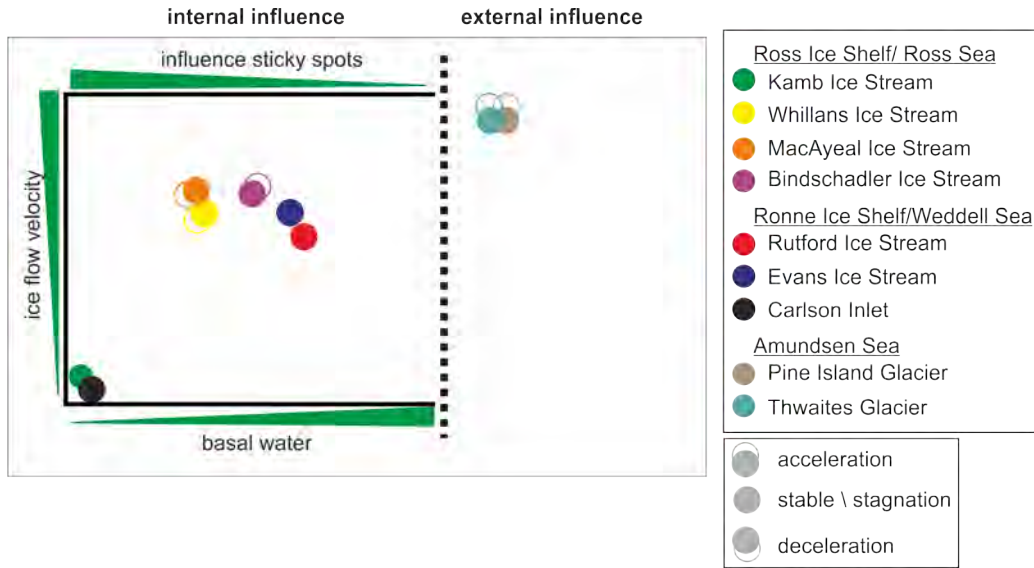 internal influence
external influence
influence sticky spots
ice flow velocity
basal water
Ross Ice Shelf/ Ross Sea
Kamb Ice Stream
Whillans Ice Stream
MacAyeal Ice Stream
Bindschadler Ice Stream
Ronne Ice Shelf/Weddell Sea
Rutford Ice Stream
Evans Ice Stream
Carlson Inlet
Amundsen Sea
Pine Island Glacier
Thwaites Glacier
acceleration
stable \ stagnation
deceleration